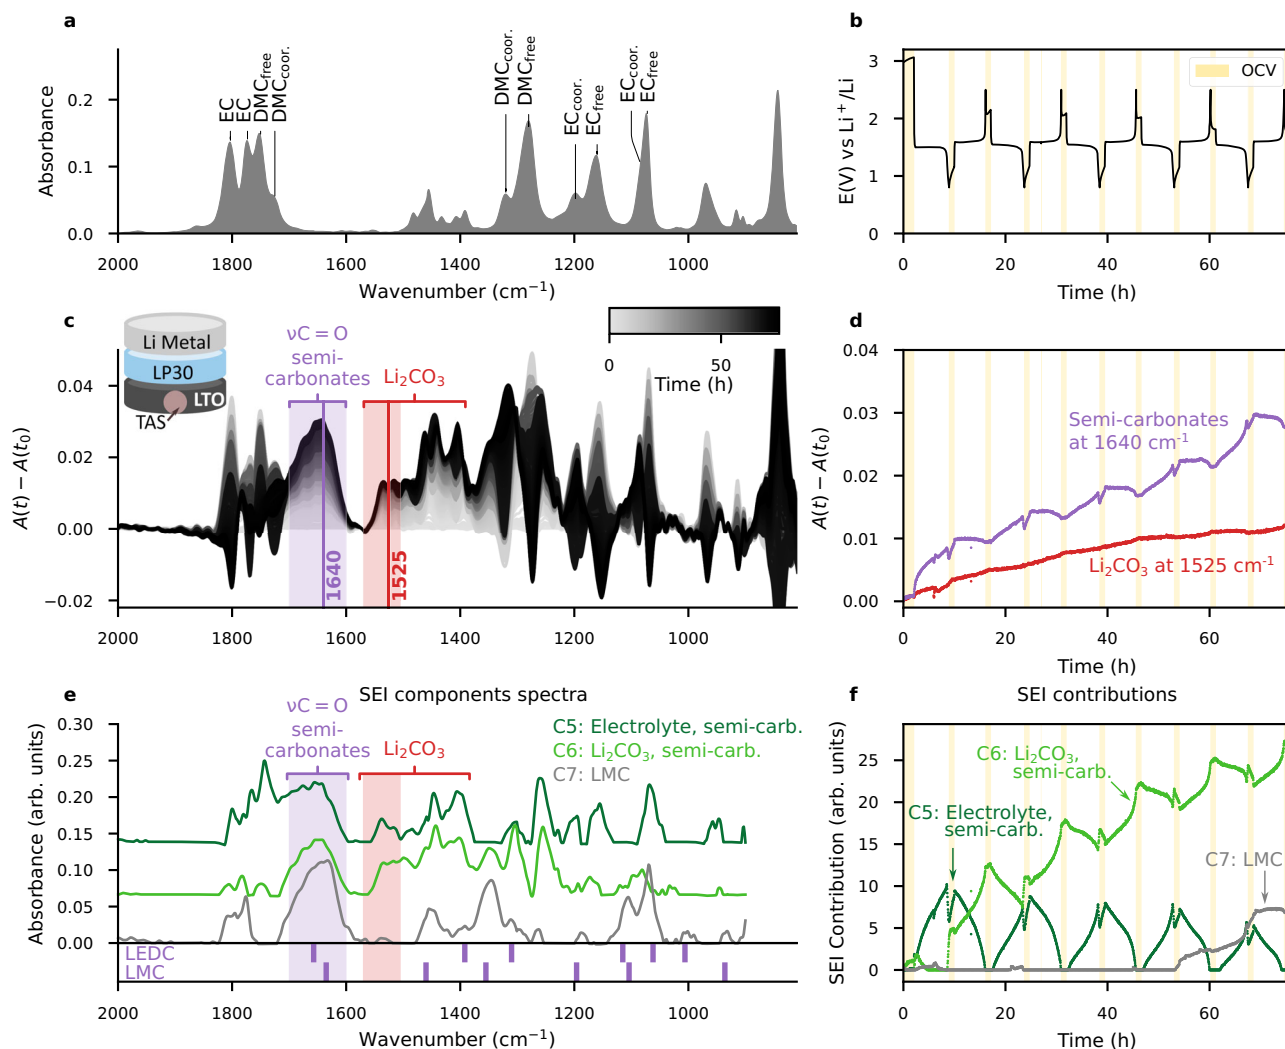 a
EC
EC
DMCfree
DMCcoor.
DMCcoor.
DMCfree
ECcoor.
ECfree
ECcoor.
ECfree
Absorbance
0.2
0.1
0.0
2000
1800
1600
1400
1200
1000
Wavenumber (cm⁻¹)
b
OCV
E(V) vs Li⁺/Li
3
2
1
0
0
20
40
60
Time (h)
c
Li Metal
LP30
LTO
TAS
νC = O
semi-
carbonates
Li₂CO₃
0
50
Time (h)
1640
1525
A(t) − A(t₀)
0.04
0.02
0.00
−0.02
2000
1800
1600
1400
1200
1000
d
Semi-carbonates
at 1640 cm⁻¹
Li₂CO₃ at 1525 cm⁻¹
A(t) − A(t₀)
0.04
0.03
0.02
0.01
0.00
0
20
40
60
Time (h)
e
SEI components spectra
νC = O
semi-
carbonates
Li₂CO₃
C5: Electrolyte, semi-carb.
C6: Li₂CO₃, semi-carb.
C7: LMC
Absorbance (arb. units)
0.30
0.25
0.20
0.15
0.10
0.05
0.00
LEDC
LMC
2000
1800
1600
1400
1200
1000
Wavenumber (cm⁻¹)
f
SEI contributions
C6: Li₂CO₃,
semi-carb.
C5: Electrolyte,
semi-carb.
C7: LMC
SEI Contribution (arb. units)
25
20
15
10
5
0
0
20
40
60
Time (h)